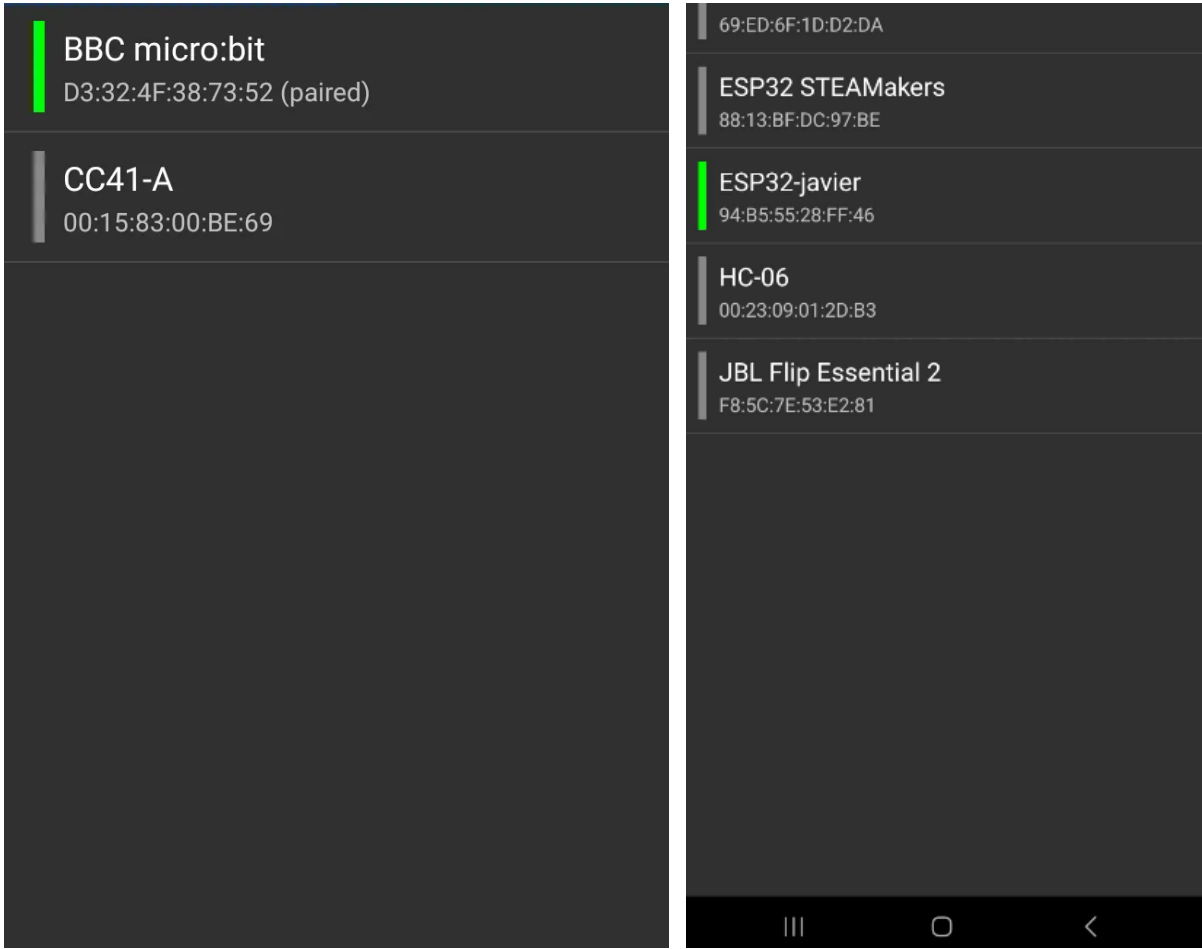 BBC micro:bit
D3:32:4F:38:73:52 (paired)
CC41-A
00:15:83:00:BE:69
69:ED:6F:1D:D2:DA
ESP32 STEAMakers
88:13:BF:DC:97:BE
ESP32-javier
94:B5:55:28:FF:46
HC-06
00:23:09:01:2D:B3
JBL Flip Essential 2
F8:5C:7E:53:E2:81